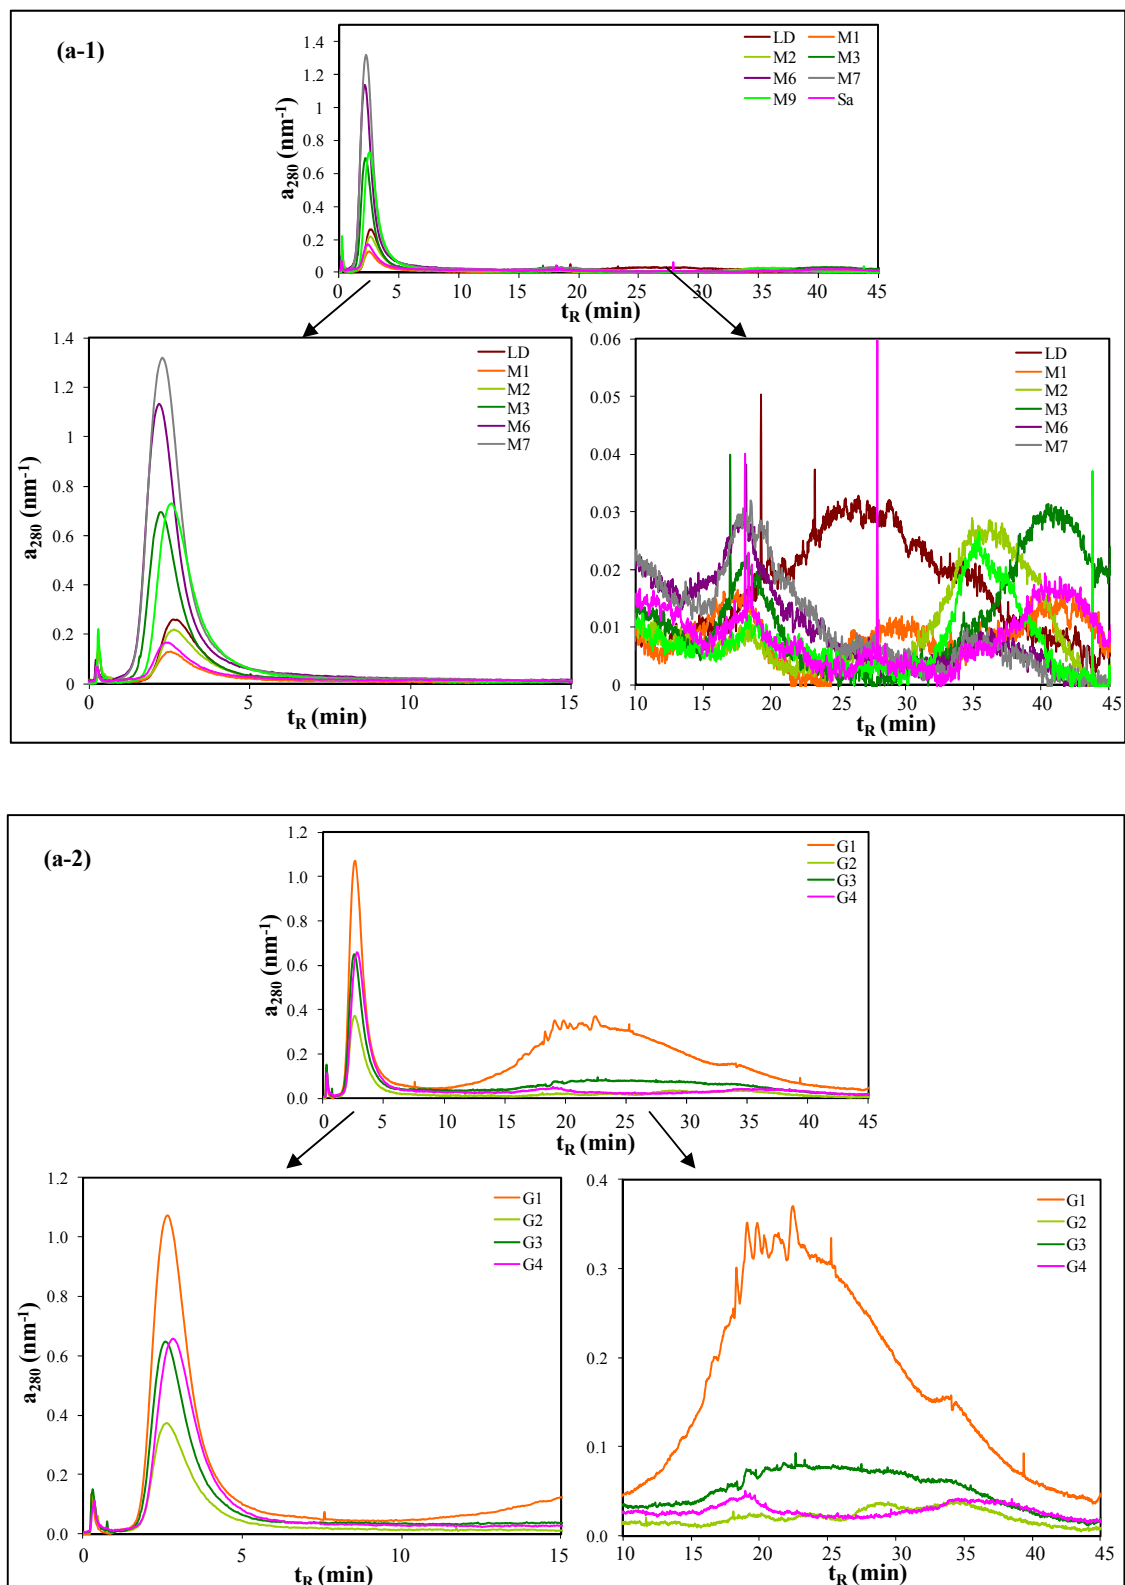 (a-1)
a280 (nm-1)
1.4
1.2
1
0.8
0.6
0.4
0.2
0
LD M1
M2 M3
M6 M7
M9 Sa
0 5 10 15 20 25 30 35 40 45
tR (min)
a280 (nm-1)
1.4
1.2
1
0.8
0.6
0.4
0.2
0
LD
M1
M2
M3
M6
M7
0 5 10 15
tR (min)
0.06
0.05
0.04
0.03
0.02
0.01
0
LD
M1
M2
M3
M6
M7
10 15 20 25 30 35 40 45
tR (min)
(a-2)
a280 (nm-1)
1.2
1.0
0.8
0.6
0.4
0.2
0.0
G1
G2
G3
G4
0 5 10 15 20 25 30 35 40 45
tR (min)
a280 (nm-1)
1.2
1.0
0.8
0.6
0.4
0.2
0.0
G1
G2
G3
G4
0 5 10 15
tR (min)
0.4
0.3
0.2
0.1
0.0
G1
G2
G3
G4
10 15 20 25 30 35 40 45
tR (min)